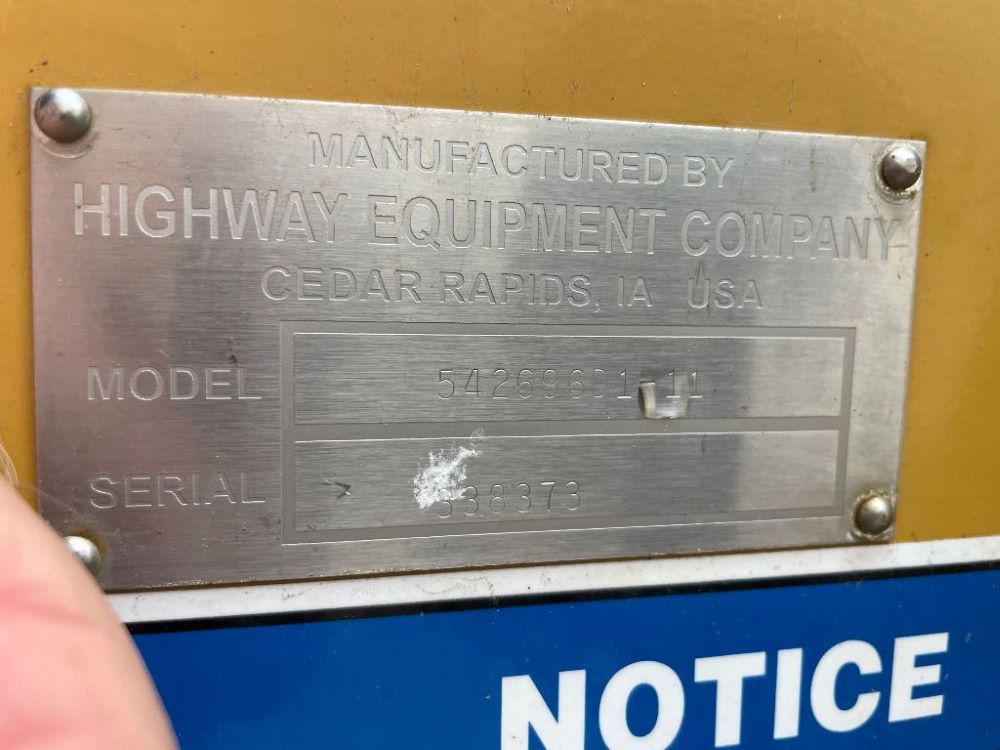 MANUFACTURED BY
HIGHWAY EQUIPMENT COMPANY
CEDAR RAPIDS, IA USA
MODEL
SERIAL
NOTICE